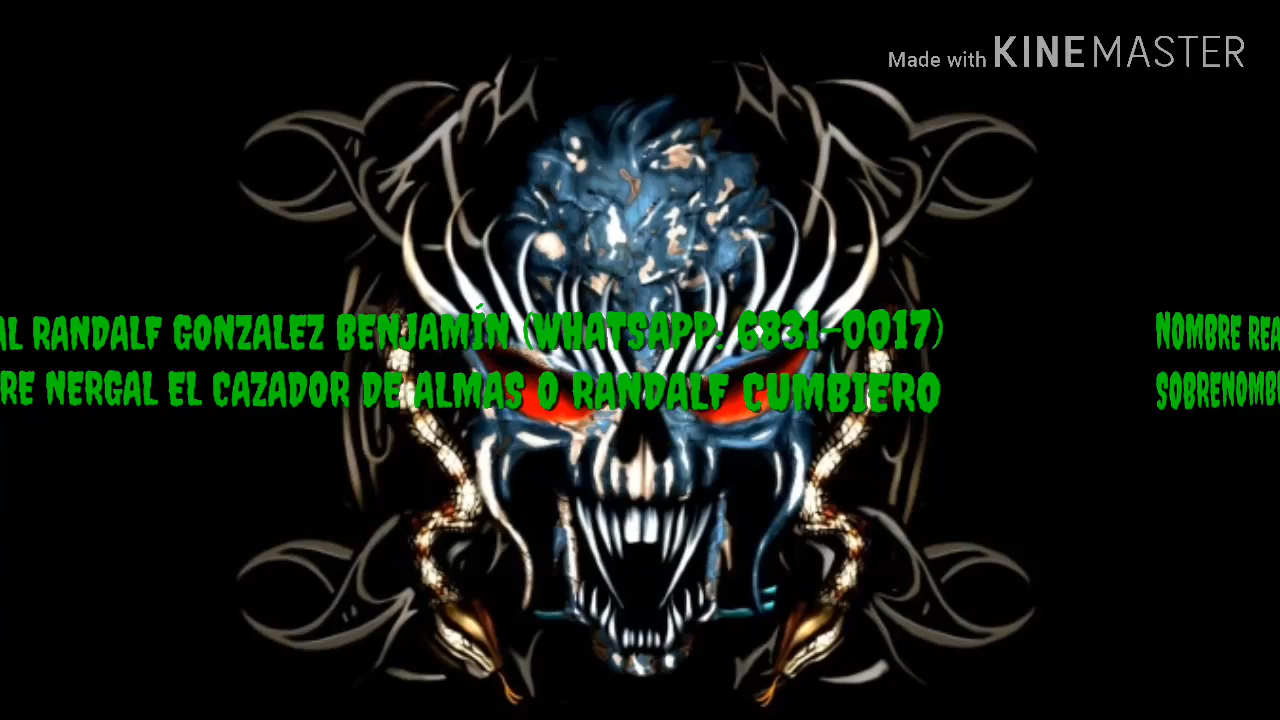 Made with KINEMASTER
AL RANDALF GONZALEZ BENJAMÍN (WHATSAPP: 6831-0017) NOMBRE REA
RE NERGAL EL CAZADOR DE ALMAS O RANDALF CUMBIERO SOBRENOMB